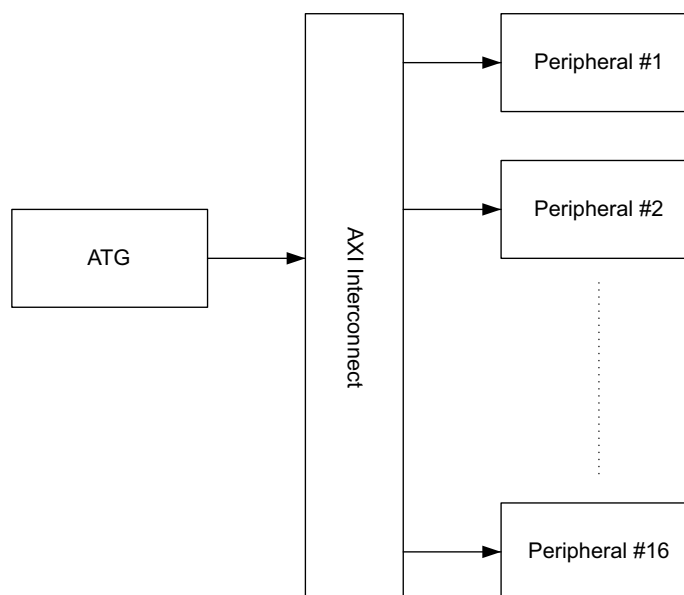 Peripheral #1
Peripheral #2
ATG
AXI Interconnect
Peripheral #16